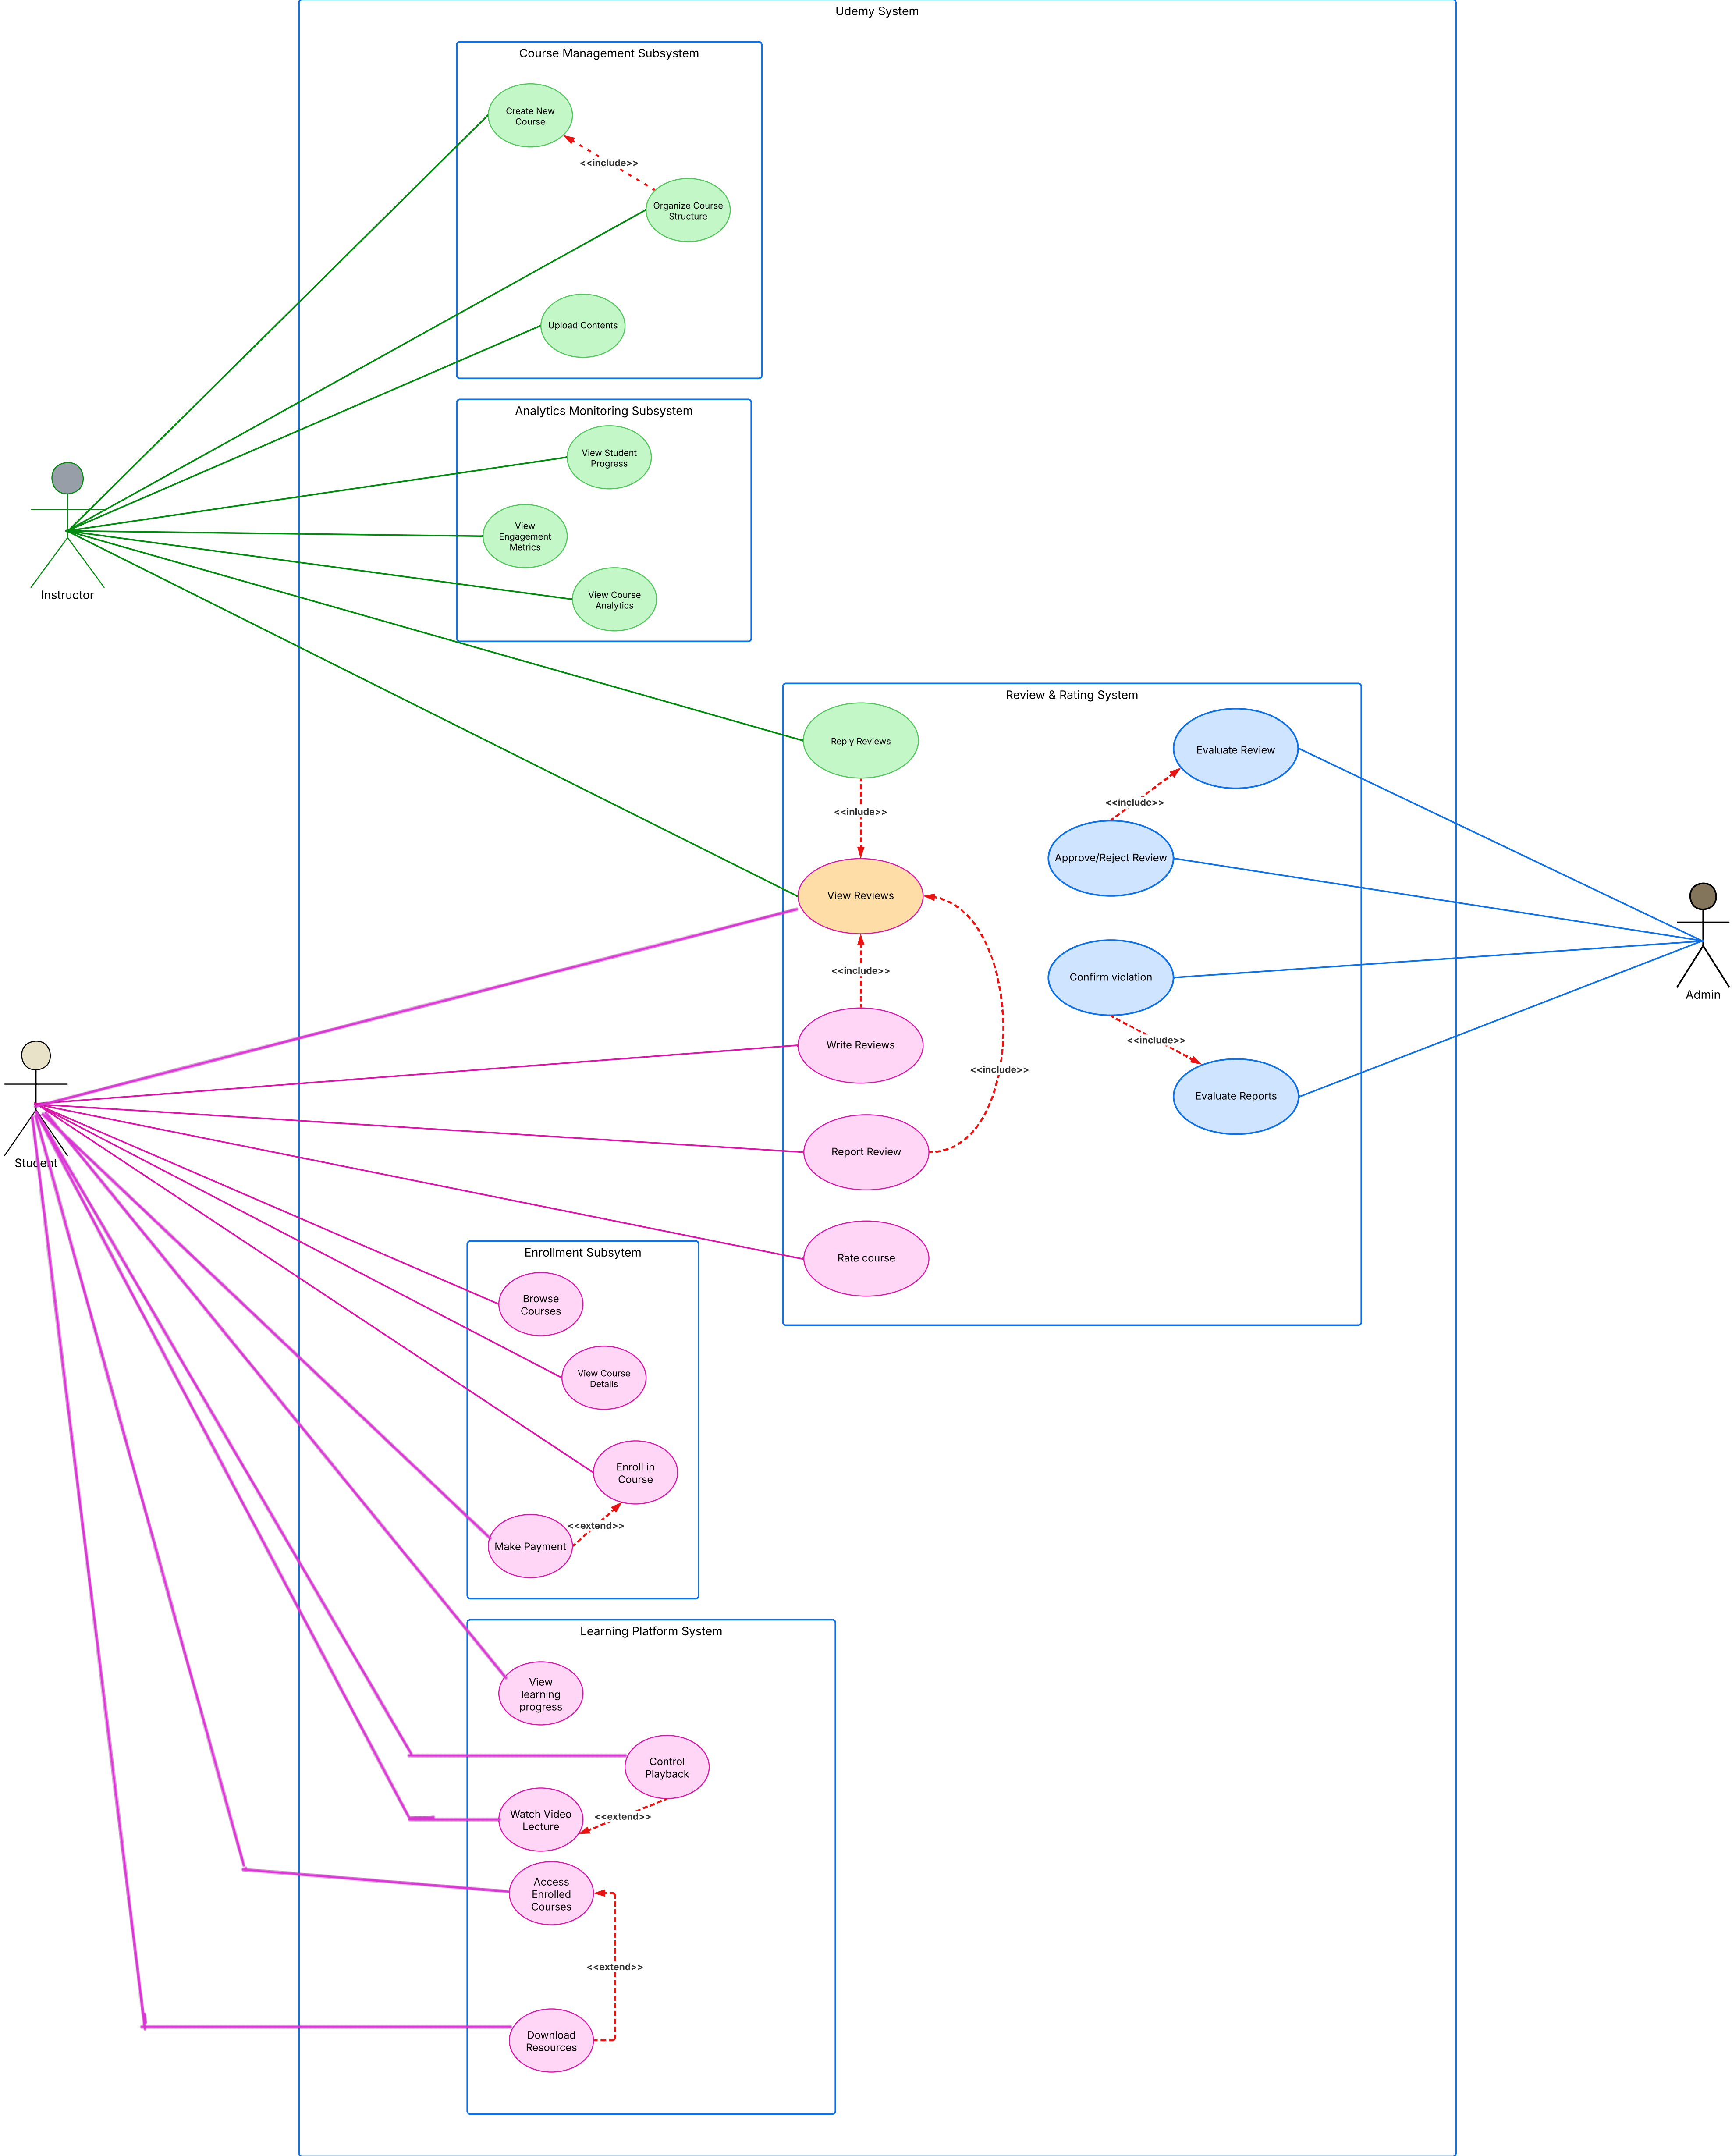 Udemy System
Course Management Subsystem
Create New
Course
<<include>>
Organize Course
Structure
Upload Contents
Analytics Monitoring Subsystem
View Student
Progress
View
Engagement
Metrics
View Course
Analytics
Instructor
Review & Rating System
Reply Reviews
Evaluate Review
<<include>>
<<inlude>>
Approve/Reject Review
View Reviews
<<include>>
Confirm violation
Admin
<<include>>
Write Reviews
<<include>>
Evaluate Reports
Report Review
Student
Rate course
Enrollment Subsytem
Browse
Courses
View Course
Details
Enroll in
Course
<<extend>>
Make Payment
Learning Platform System
View
learning
progress
Control
Playback
Watch Video
Lecture
<<extend>>
Access
Enrolled
Courses
<<extend>>
Download
Resources